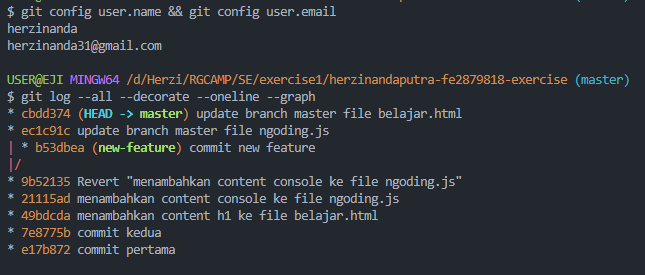 $ git config user.name && git config user.email
herzinanda
herzinanda31@gmail.com
USER@EJI MINGW64 /d/Herzi/RGCAMP/SE/exercise1/herzinandaputra-fe2879818-exercise (master)
$ git log --all --decorate --oneline --graph
* cbdd374 (HEAD -> master) update branch master file belajar.html
* ec1c91c update branch master file ngoding.js
| * b53dbea (new-feature) commit new feature
|/
* 9b52135 Revert "menambahkan content console ke file ngoding.js"
* 21115ad menambahkan content console ke file ngoding.js
* 49bdcda menambahkan content h1 ke file belajar.html
* 7e8775b commit kedua
* e17b872 commit pertama